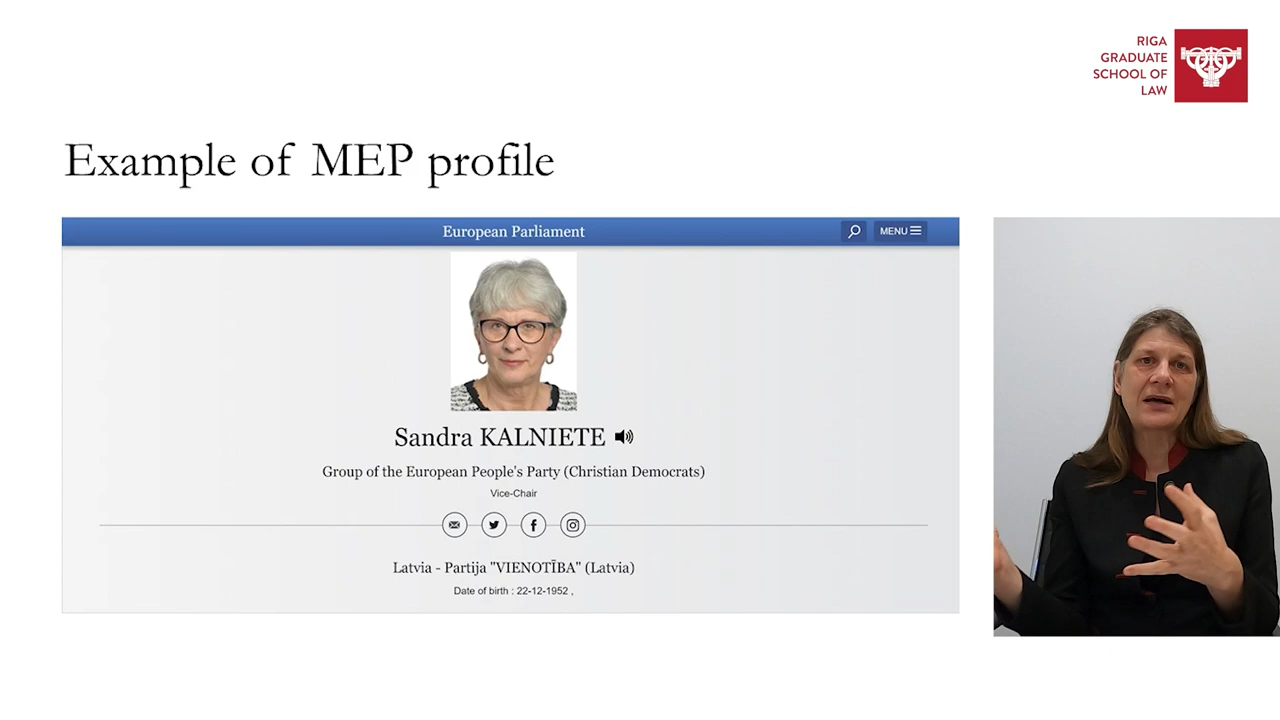 RIGA
GRADUATE
SCHOOL OF
LAW
Example of MEP profile
European Parliament
MENU
Sandra KALNIETE
Group of the European People's Party (Christian Democrats)
Vice-Chair
Latvia - Partija "VIENOTĪBA" (Latvia)
Date of birth : 22-12-1952 ,